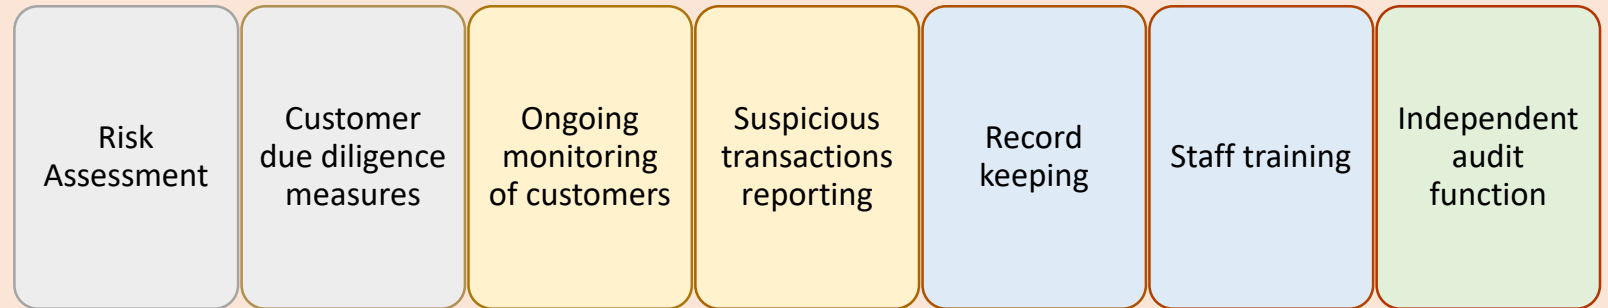 Risk
Assessment
Customer
due diligence
measures
Ongoing
monitoring
of customers
Suspicious
transactions
reporting
Record
keeping
Staff training
Independent
audit
function